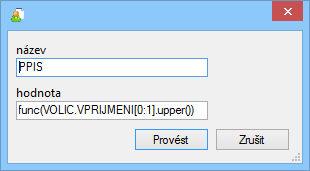 název
PPIS
hodnota
func(VOLIC.VPRIJMENI[0:1].upper())
Provést Zrušit